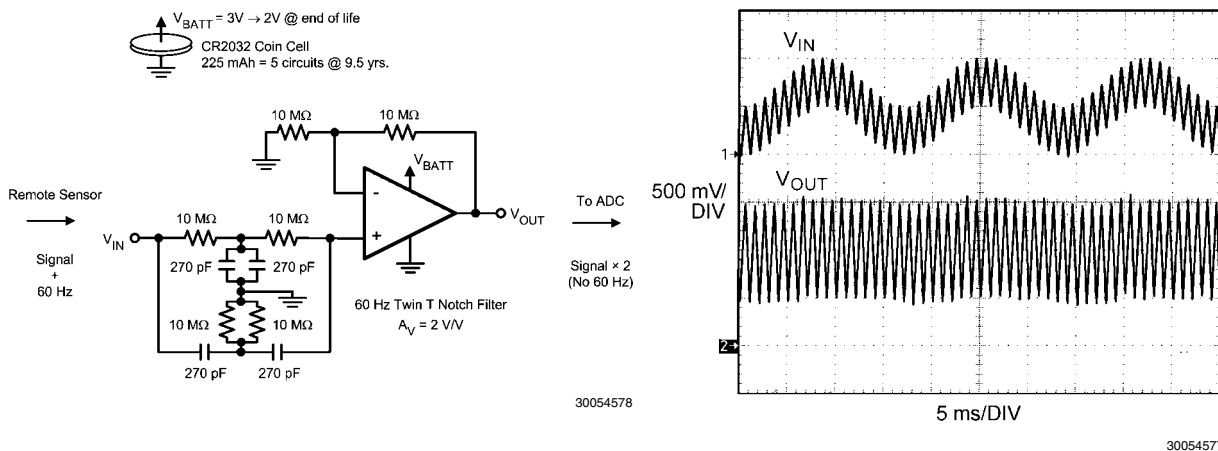 V_BATT = 3V → 2V @ end of life
CR2032 Coin Cell
225 mAh = 5 circuits @ 9.5 yrs.
10 MΩ
10 MΩ
V_BATT
-
+
V_OUT
Remote Sensor
Signal
+
60 Hz
V_IN
10 MΩ
10 MΩ
270 pF
270 pF
10 MΩ
10 MΩ
270 pF
270 pF
60 Hz Twin T Notch Filter
A_V = 2 V/V
To ADC
Signal × 2
(No 60 Hz)
30054578
V_IN
1
500 mV/
DIV
V_OUT
2
5 ms/DIV
3005457